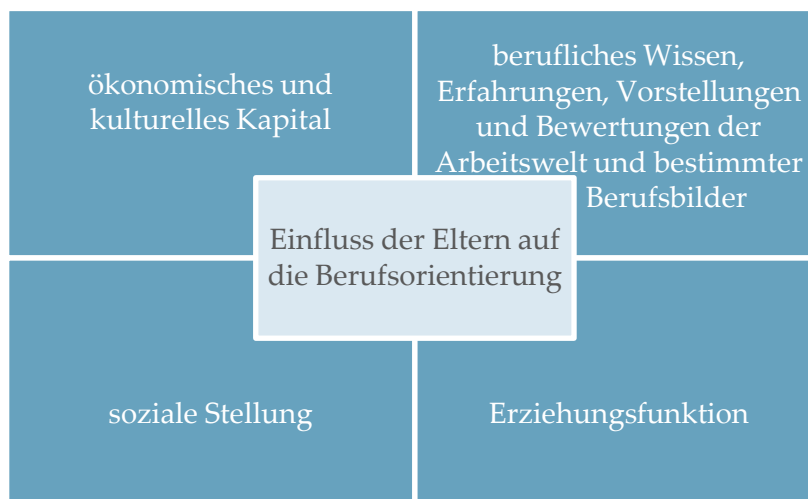 ökonomisches und
kulturelles Kapital
berufliches Wissen,
Erfahrungen, Vorstellungen
und Bewertungen der
Arbeitswelt und bestimmter
Berufsbilder
Einfluss der Eltern auf
die Berufsorientierung
soziale Stellung
Erziehungsfunktion